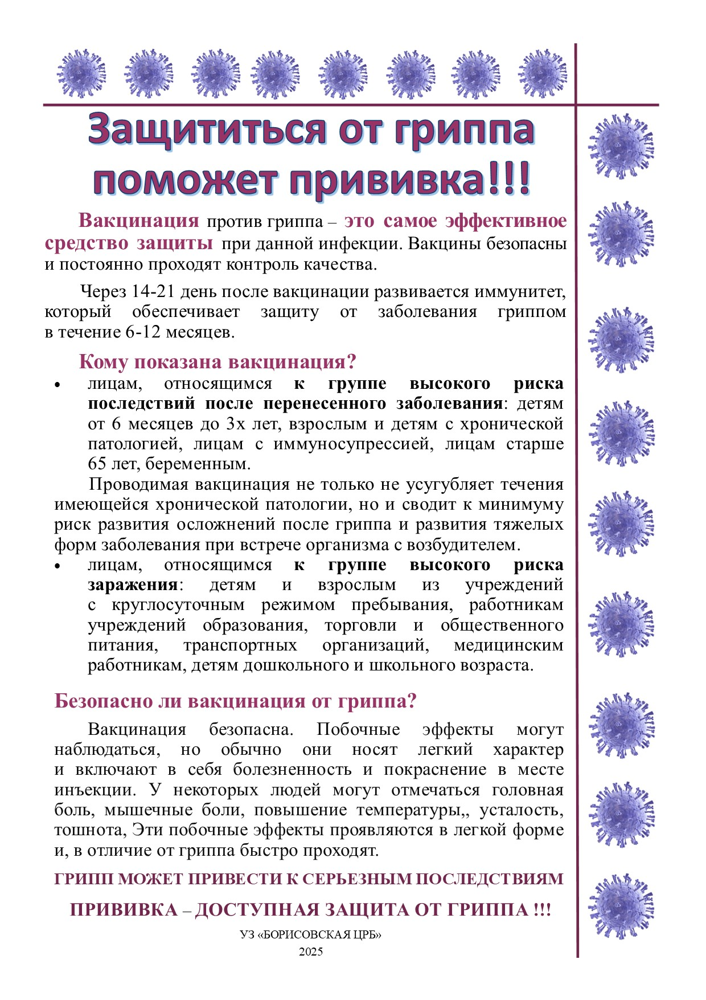 Защититься от гриппа
поможет прививка!!!
Вакцинация против гриппа – это самое эффективное
средство защиты при данной инфекции. Вакцины безопасны
и постоянно проходят контроль качества.
Через 14-21 день после вакцинации развивается иммунитет,
который обеспечивает защиту от заболевания гриппом
в течение 6-12 месяцев.
Кому показана вакцинация?
• лицам, относящимся к группе высокого риска
последствий после перенесенного заболевания: детям
от 6 месяцев до 3х лет, взрослым и детям с хронической
патологией, лицам с иммуносупрессией, лицам старше
65 лет, беременным.
Проводимая вакцинация не только не усугубляет течения
имеющейся хронической патологии, но и сводит к минимуму
риск развития осложнений после гриппа и развития тяжелых
форм заболевания при встрече организма с возбудителем.
• лицам, относящимся к группе высокого риска
заражения: детям и взрослым из учреждений
с круглосуточным режимом пребывания, работникам
учреждений образования, торговли и общественного
питания, транспортных организаций, медицинским
работникам, детям дошкольного и школьного возраста.
Безопасно ли вакцинация от гриппа?
Вакцинация безопасна. Побочные эффекты могут
наблюдаться, но обычно они носят легкий характер
и включают в себя болезненность и покраснение в месте
инъекции. У некоторых людей могут отмечаться головная
боль, мышечные боли, повышение температуры,, усталость,
тошнота, Эти побочные эффекты проявляются в легкой форме
и, в отличие от гриппа быстро проходят.
ГРИПП МОЖЕТ ПРИВЕСТИ К СЕРЬЕЗНЫМ ПОСЛЕДСТВИЯМ
ПРИВИВКА – ДОСТУПНАЯ ЗАЩИТА ОТ ГРИППА !!!
УЗ «БОРИСОВСКАЯ ЦРБ»
2025